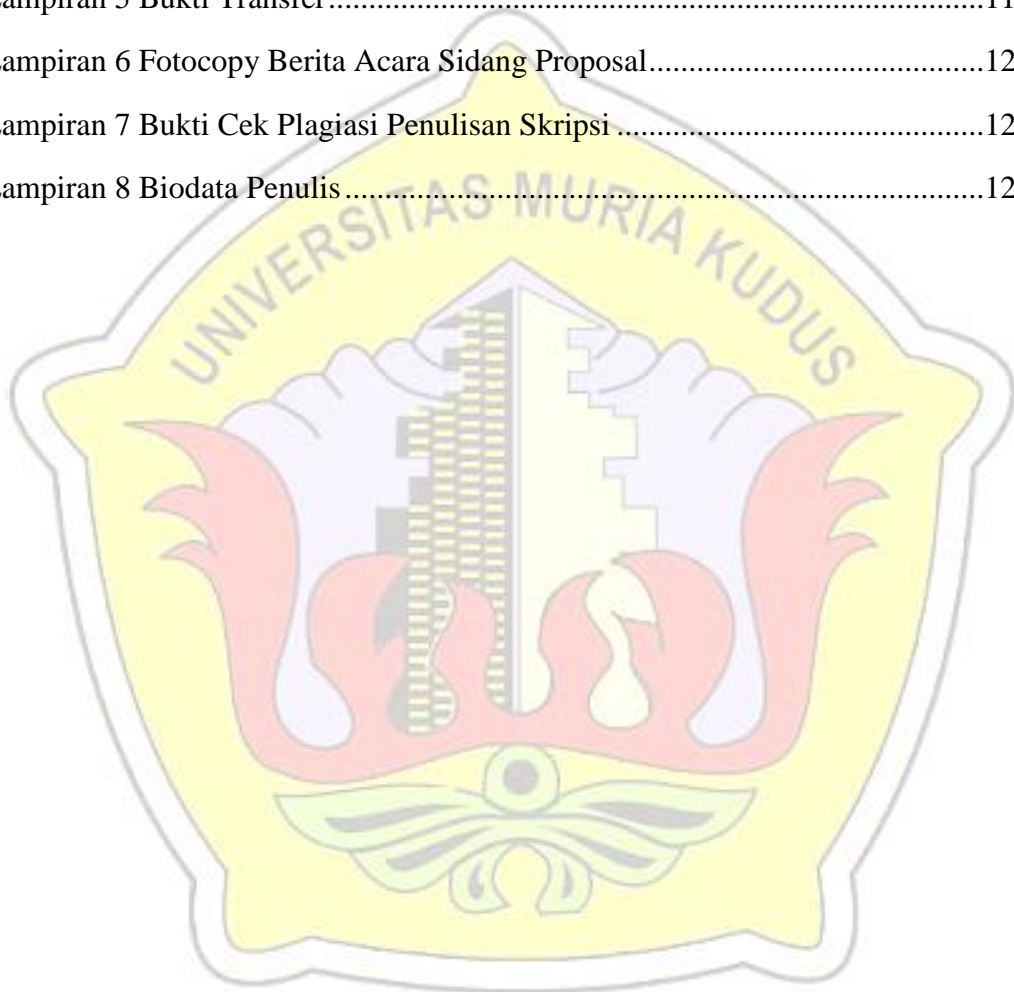 ampiran 5 Bukti Transfer........................................................................11
ampiran 6 Fotocopy Berita Acara Sidang Proposal....................................12
ampiran 7 Bukti Cek Plagiasi Penulisan Skripsi .......................................12
ampiran 8 Biodata Penulis......................................................................12
UNIVERSITAS MURIA KUDUS